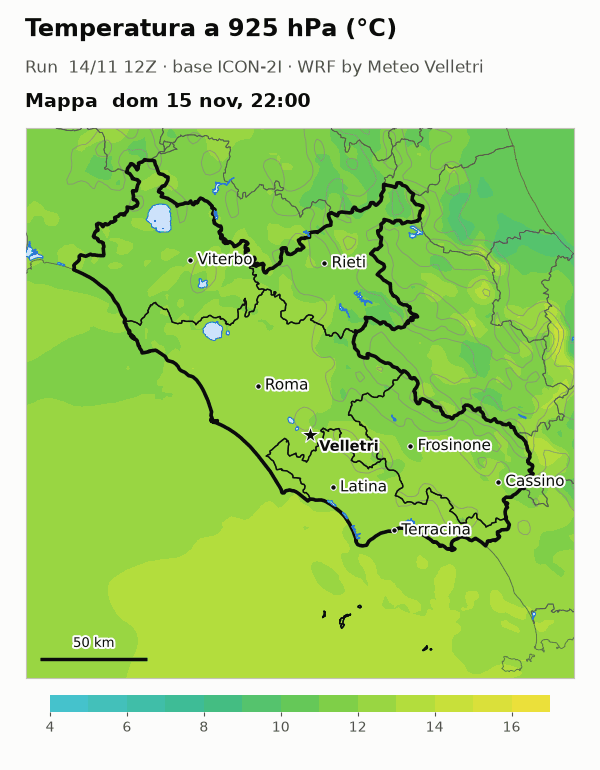 Temperatura a 925 hPa (°C)
Run  14/11 12Z · base ICON-2I · WRF by Meteo Velletri
Mappa  dom 15 nov, 22:00
Viterbo
Rieti
Roma
Velletri
Frosinone
Latina
Cassino
Terracina
50 km
4 6 8 10 12 14 16